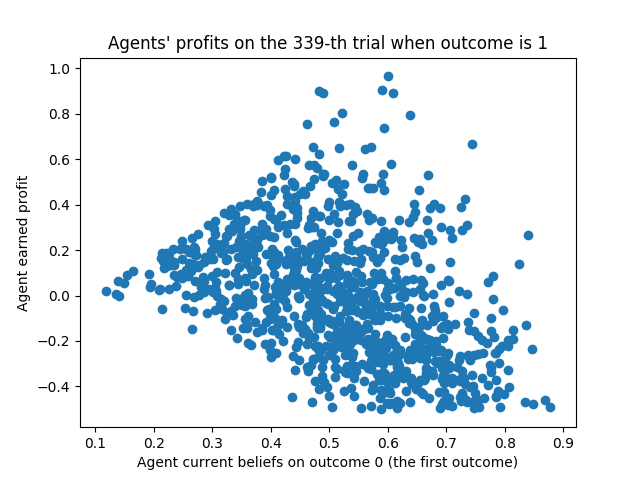 Agents' profits on the 339-th trial when outcome is 1
1.0
0.8
0.6
0.4
0.2
0.0
−0.2
−0.4
Agent earned profit
0.1 0.2 0.3 0.4 0.5 0.6 0.7 0.8 0.9
Agent current beliefs on outcome 0 (the first outcome)